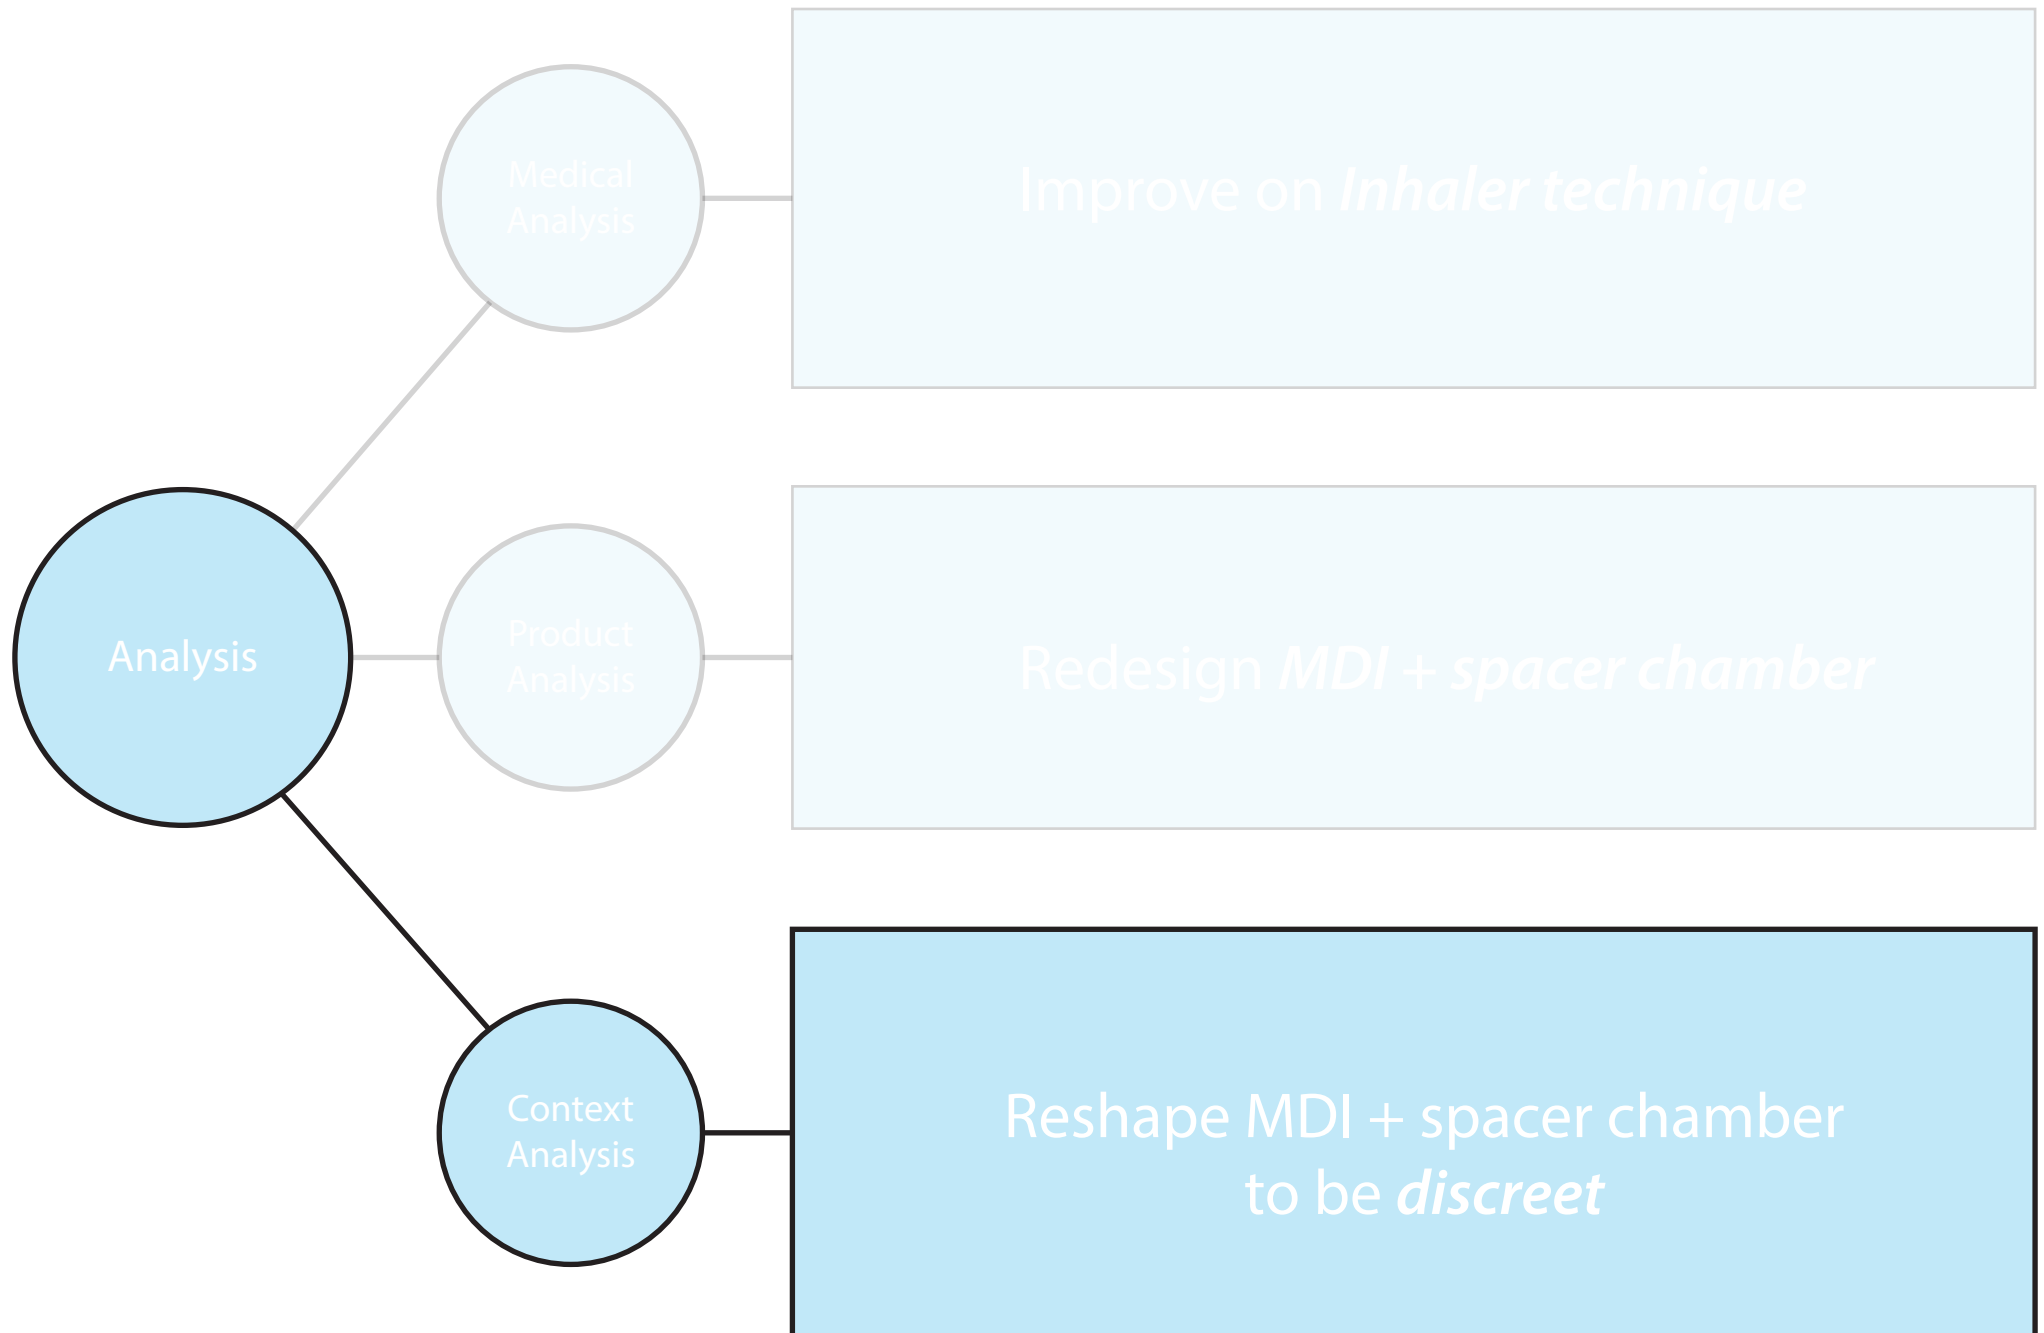 Medical
Analysis
Improve on Inhaler technique
Analysis
Product
Analysis
Redesign MDI + spacer chamber
Context
Analysis
Reshape MDI + spacer chamber
to be discreet